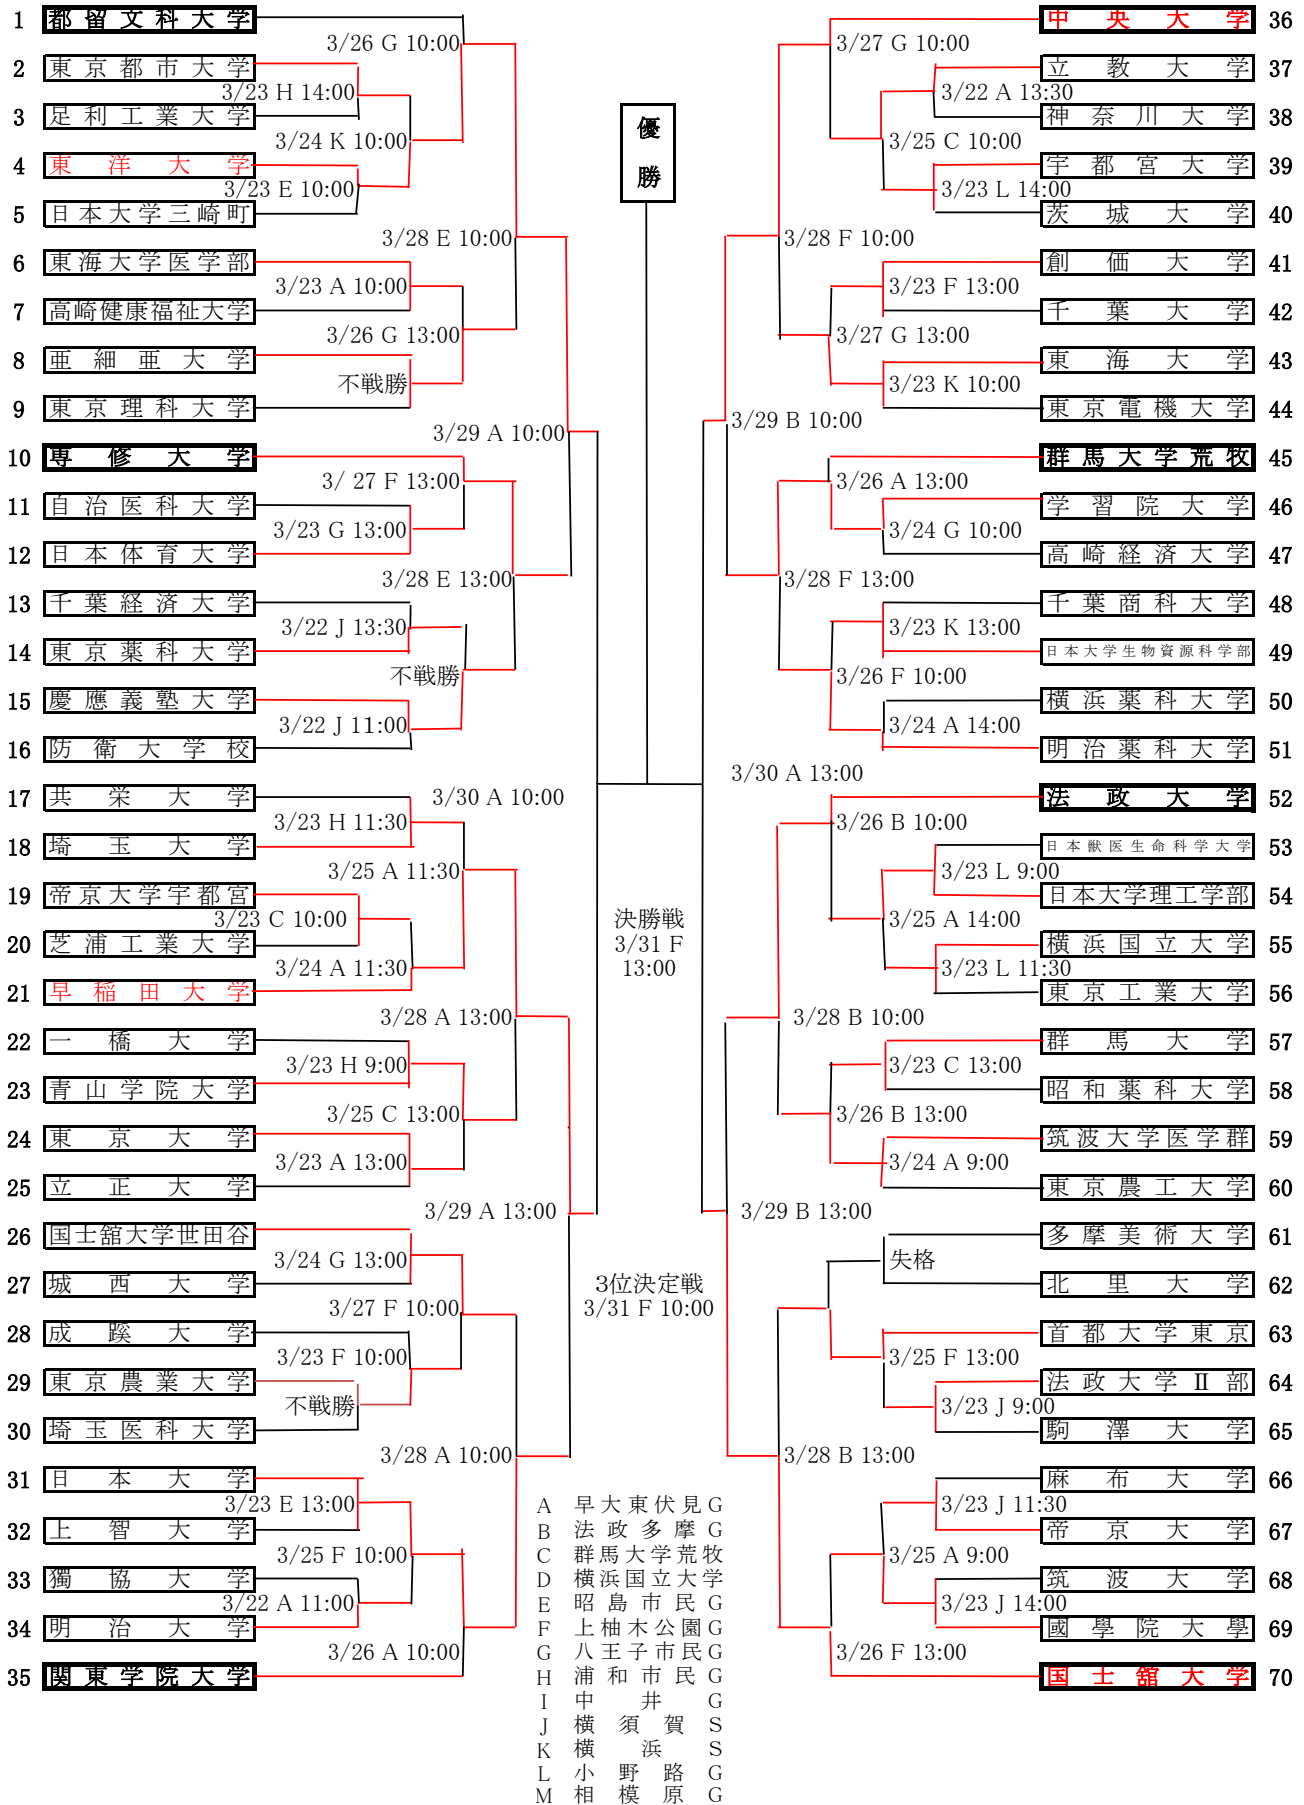 1 都留文科大学
3/26 G 10:00
2 東京都市大学
3/23 H 14:00
3 足利工業大学
3/24 K 10:00
4 東洋大学
3/23 E 10:00
5 日本大学三崎町
3/28 E 10:00
6 東海大学医学部
3/23 A 10:00
7 高崎健康福祉大学
3/26 G 13:00
8 亜細亜大学
不戦勝
9 東京理科大学
3/29 A 10:00
10 専修大学
3/ 27 F 13:00
11 自治医科大学
3/23 G 13:00
12 日本体育大学
3/28 E 13:00
13 千葉経済大学
3/22 J 13:30
14 東京薬科大学
不戦勝
15 慶應義塾大学
3/22 J 11:00
16 防衛大学校
17 共栄大学
3/30 A 10:00
3/23 H 11:30
18 埼玉大学
3/25 A 11:30
19 帝京大学宇都宮
3/23 C 10:00
20 芝浦工業大学
3/24 A 11:30
21 早稲田大学
3/28 A 13:00
22 一橋大学
3/23 H 9:00
23 青山学院大学
3/25 C 13:00
24 東京大学
3/23 A 13:00
25 立正大学
3/29 A 13:00
26 国士舘大学世田谷
3/24 G 13:00
27 城西大学
3/27 F 10:00
28 成蹊大学
3/23 F 10:00
29 東京農業大学
不戦勝
30 埼玉医科大学
3/28 A 10:00
31 日本大学
3/23 E 13:00
32 上智大学
3/25 F 10:00
33 獨協大学
3/22 A 11:00
34 明治大学
3/26 A 10:00
35 関東学院大学
優
勝
決勝戦
3/31 F
13:00
3位決定戦
3/31 F 10:00
A 早大東伏見G
B 法政多摩G
C 群馬大学荒牧
D 横浜国立大学
E 昭島市民G
F 上柚木公園G
G 八王子市民G
H 浦和市民G
I 中井G
J 横須賀S
K 横浜S
L 小野路G
M 相模原G
中央大学 36
3/27 G 10:00
立教大学 37
3/22 A 13:30
神奈川大学 38
3/25 C 10:00
宇都宮大学 39
3/23 L 14:00
茨城大学 40
3/28 F 10:00
創価大学 41
3/23 F 13:00
千葉大学 42
3/27 G 13:00
東海大学 43
3/23 K 10:00
東京電機大学 44
3/29 B 10:00
群馬大学荒牧 45
3/26 A 13:00
学習院大学 46
3/24 G 10:00
高崎経済大学 47
3/28 F 13:00
千葉商科大学 48
3/23 K 13:00
日本大学生物資源科学部 49
3/26 F 10:00
横浜薬科大学 50
3/24 A 14:00
明治薬科大学 51
3/30 A 13:00
法政大学 52
3/26 B 10:00
日本獣医生命科学大学 53
3/23 L 9:00
日本大学理工学部 54
3/25 A 14:00
横浜国立大学 55
3/23 L 11:30
東京工業大学 56
3/28 B 10:00
群馬大学 57
3/23 C 13:00
昭和薬科大学 58
3/26 B 13:00
筑波大学医学群 59
3/24 A 9:00
東京農工大学 60
3/29 B 13:00
多摩美術大学 61
失格
北里大学 62
首都大学東京 63
3/25 F 13:00
法政大学Ⅱ部 64
3/23 J 9:00
駒澤大学 65
3/28 B 13:00
麻布大学 66
3/23 J 11:30
帝京大学 67
3/25 A 9:00
筑波大学 68
3/23 J 14:00
國學院大學 69
3/26 F 13:00
国士舘大学 70